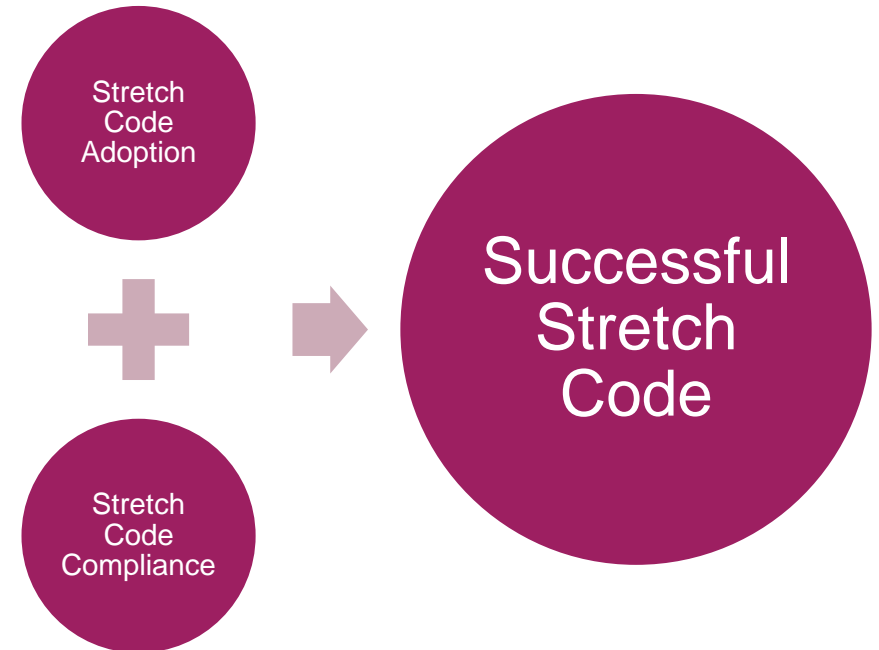 Stretch
Code
Adoption
Stretch
Code
Compliance
Successful
Stretch
Code